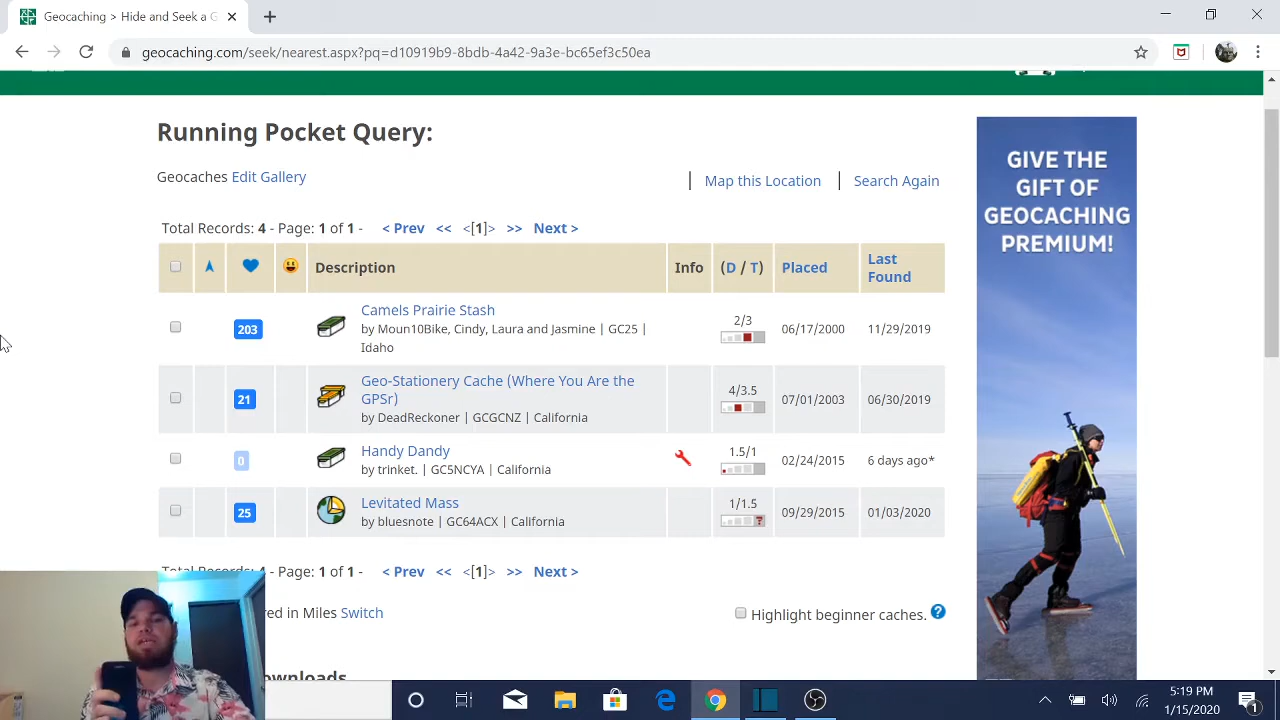 Geocaching > Hide and Seek a G
geocaching.com/seek/nearest.aspx?pq=d10919b9-8bdb-4a42-9a3e-bc65ef3c50ea
Running Pocket Query:
Geocaches Edit Gallery
Map this Location | Search Again
Total Records: 4 - Page: 1 of 1 - < Prev << <[1]> >> Next >
Description Info (D / T) Placed Last Found
203 Camels Prairie Stash 2/3 06/17/2000 11/29/2019
by Moun10Bike, Cindy, Laura and Jasmine | GC25 |
Idaho
21 Geo-Stationery Cache (Where You Are the
GPSr) 4/3.5 07/01/2003 06/30/2019
by DeadReckoner | GCGCNZ | California
0 Handy Dandy 1.5/1 02/24/2015 6 days ago*
by trinket. | GC5NCYA | California
25 Levitated Mass 1/1.5 09/29/2015 01/03/2020
by bluesnote | GC64ACX | California
Page: 1 of 1 - < Prev << <[1]> >> Next >
in Miles Switch
Highlight beginner caches. ?
GIVE THE
GIFT OF
GEOCACHING
PREMIUM!
5:19 PM
1/15/2020
1